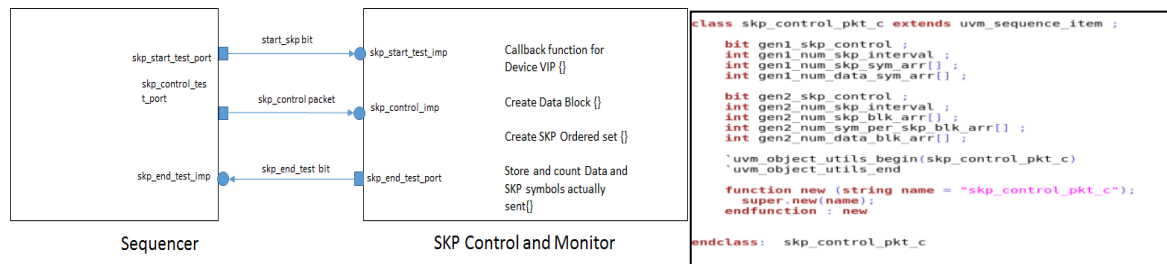 skp_start_test_port
skp_control_tes
t_port
skp_end_test_imp
start_skp bit
skp_control packet
skp_end_test bit
skp_start_test_imp
skp_control_imp
skp_end_test_port
Callback function for
Device VIP {}
Create Data Block {}
Create SKP Ordered set {}
Store and count Data and
SKP symbols actually
sent{}
Sequencer
SKP Control and Monitor
class skp_control_pkt_c extends uvm_sequence_item ;
bit gen1_skp_control ;
int gen1_num_skp_interval ;
int gen1_num_skp_sym_arr[] ;
int gen1_num_data_sym_arr[] ;
bit gen2_skp_control ;
int gen2_num_skp_interval ;
int gen2_num_skp_blk_arr[] ;
int gen2_num_sym_per_skp_blk_arr[] ;
int gen2_num_data_blk_arr[] ;
`uvm_object_utils_begin(skp_control_pkt_c)
`uvm_object_utils_end
function new (string name = "skp_control_pkt_c");
super.new(name);
endfunction : new
endclass: skp_control_pkt_c